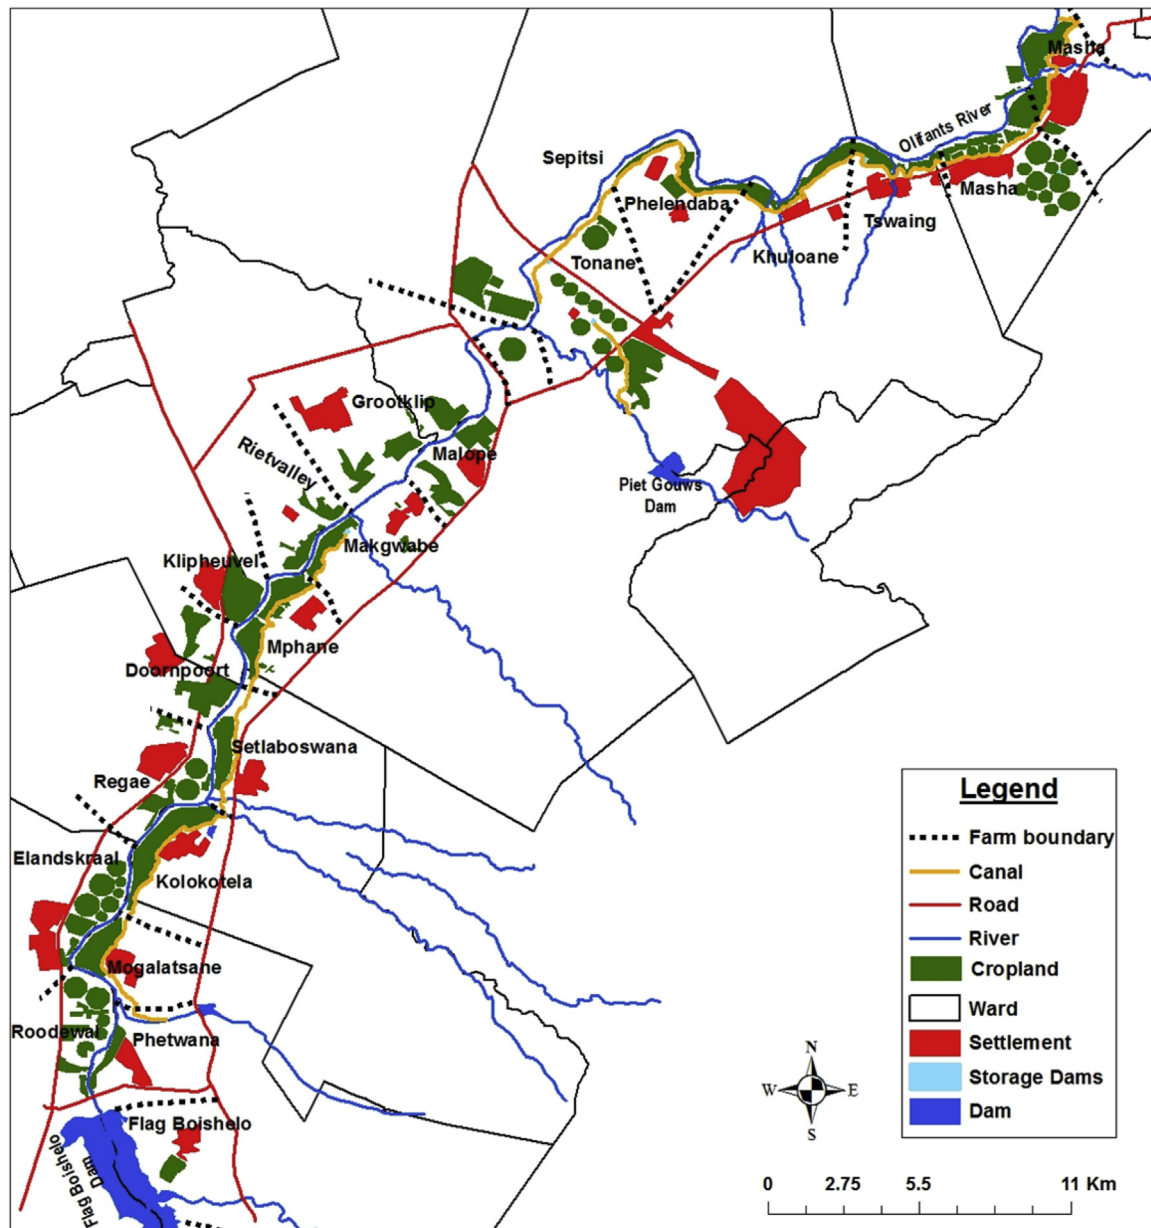 Masha
Olifants River
Sepitsi
Phelendaba
Masha
Tswaing
Khuloane
Tonane
Grootklip
Rietvalley
Malope
Piet Gouws
Dam
Makgwabe
Klipheuvel
Mphane
Doornpoort
Setlaboswana
Regae
Elandskraal
Kolokotela
Mogalatsane
Roodewal
Phetwana
Flag Boishelo
Flag Boishelo
Dam
Legend
Farm boundary
Canal
Road
River
Cropland
Ward
Settlement
Storage Dams
Dam
N
W E
S
0 2.75 5.5 11 Km